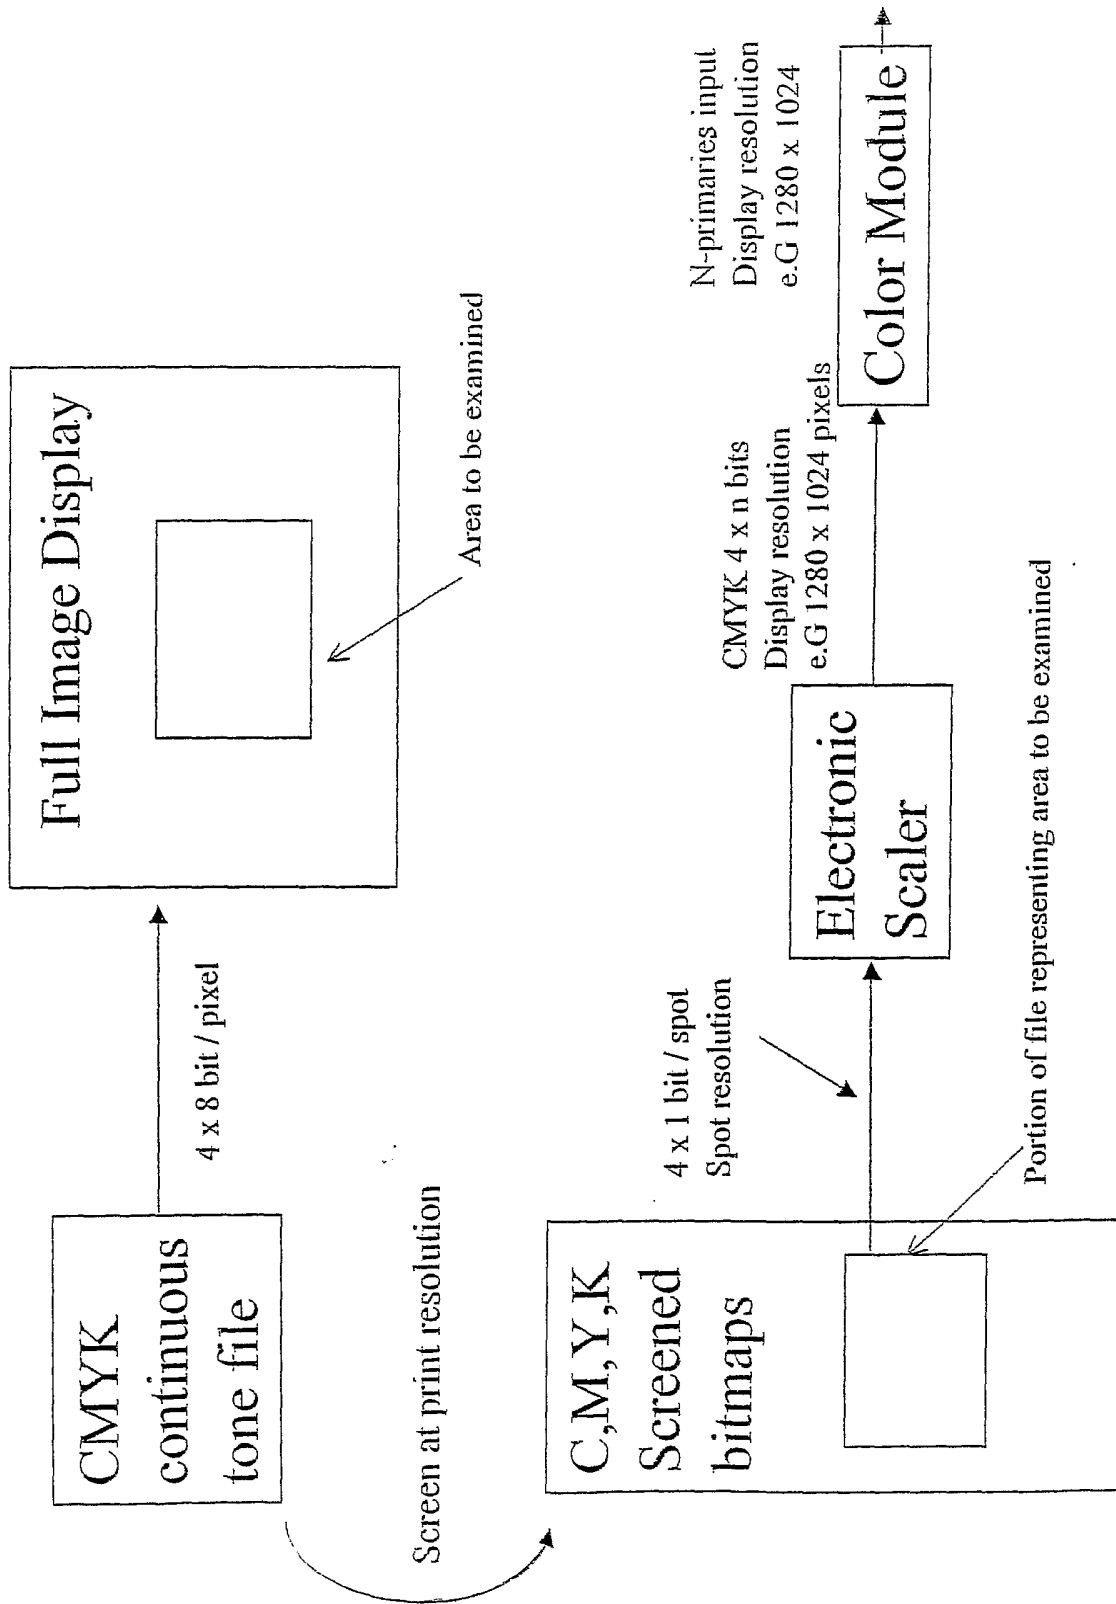 CMYK
continuous
tone file
4 x 8 bit / pixel
Full Image Display
Area to be examined
Screen at print resolution
C,M,Y,K
Screened
bitmaps
4 x 1 bit / spot
Spot resolution
Portion of file representing area to be examined
Electronic
Scaler
CMYK 4 x n bits
Display resolution
e.G 1280 x 1024 pixels
Color Module
N-primaries input
Display resolution
e.G 1280 x 1024